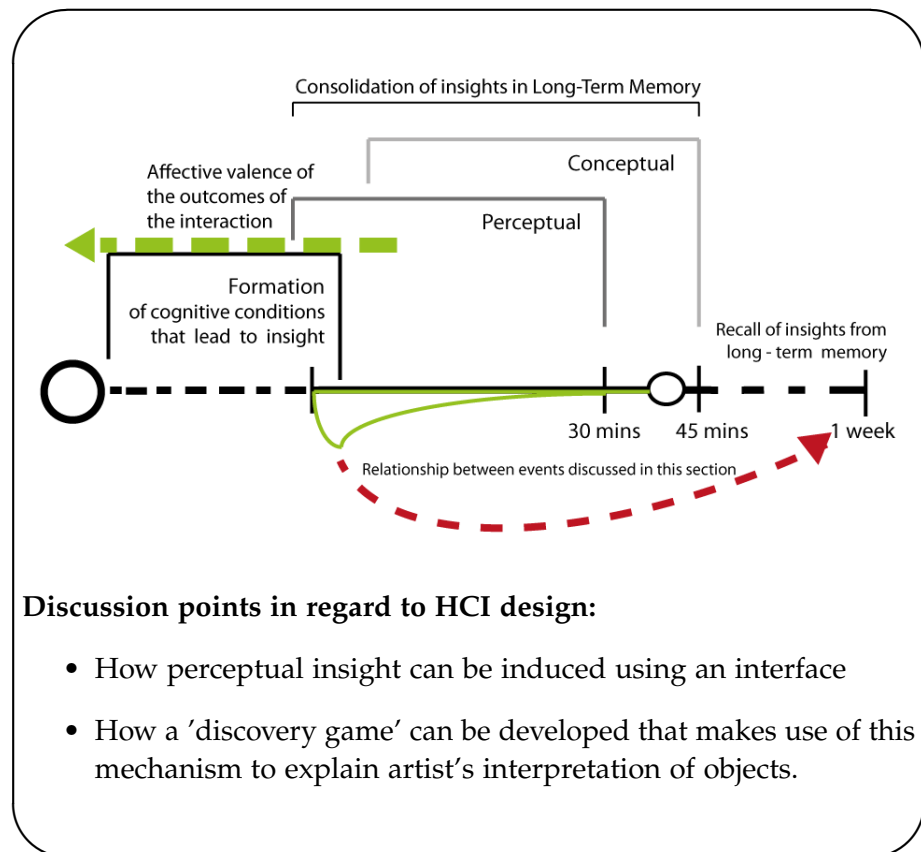 Consolidation of insights in Long-Term Memory
Conceptual
Affective valence of
the outcomes of
the interaction
Perceptual
Formation
of cognitive conditions
that lead to insight
Recall of insights from
long - term memory
30 mins
45 mins
1 week
Relationship between events discussed in this section
Discussion points in regard to HCI design:
• How perceptual insight can be induced using an interface
• How a ’discovery game’ can be developed that makes use of this
mechanism to explain artist’s interpretation of objects.